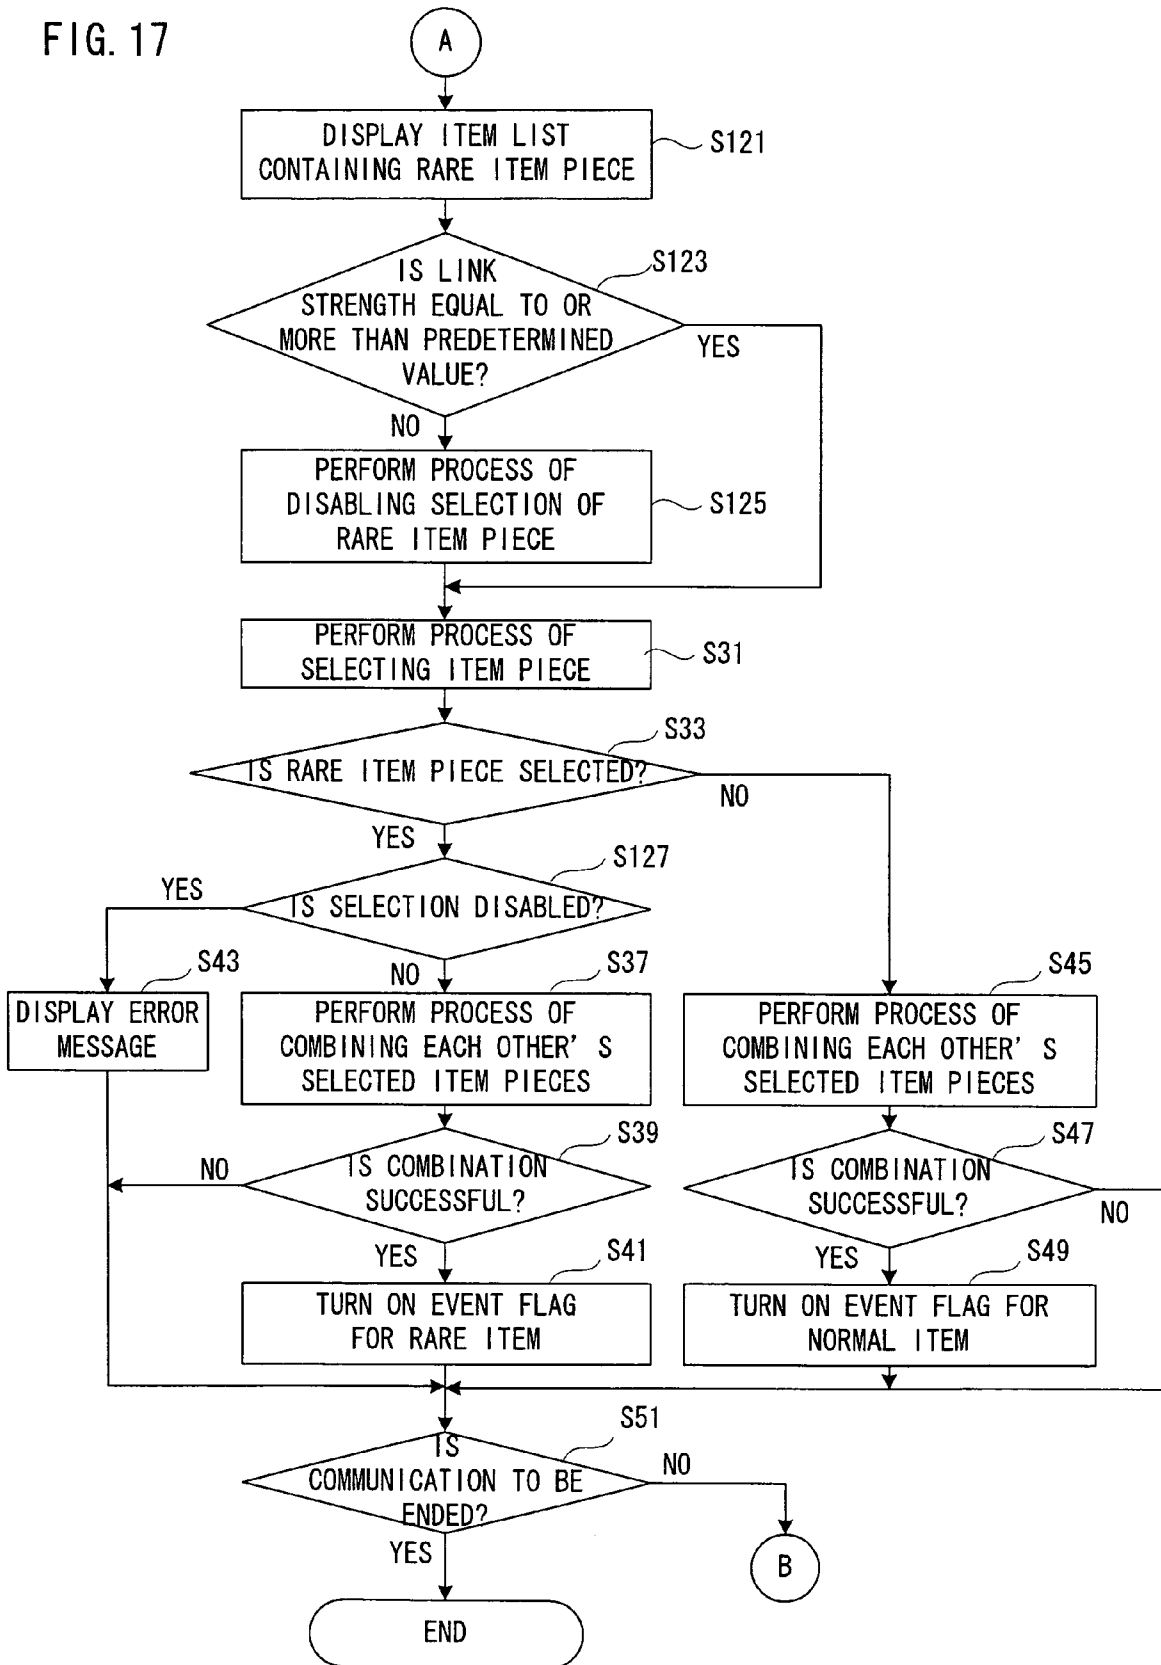 FIG. 17
A
DISPLAY ITEM LIST
CONTAINING RARE ITEM PIECE
S121
IS LINK
STRENGTH EQUAL TO OR
MORE THAN PREDETERMINED
VALUE?
S123
YES
NO
PERFORM PROCESS OF
DISABLING SELECTION OF
RARE ITEM PIECE
S125
PERFORM PROCESS OF
SELECTING ITEM PIECE
S31
S33
IS RARE ITEM PIECE SELECTED?
NO
YES
S127
YES
IS SELECTION DISABLED?
NO
S43
DISPLAY ERROR
MESSAGE
S37
PERFORM PROCESS OF
COMBINING EACH OTHER' S
SELECTED ITEM PIECES
S45
PERFORM PROCESS OF
COMBINING EACH OTHER' S
SELECTED ITEM PIECES
S39
NO
IS COMBINATION
SUCCESSFUL?
YES
S47
IS COMBINATION
SUCCESSFUL?
NO
YES
S41
TURN ON EVENT FLAG
FOR RARE ITEM
S49
TURN ON EVENT FLAG FOR
NORMAL ITEM
S51
IS
COMMUNICATION TO BE
ENDED?
NO
YES
B
END